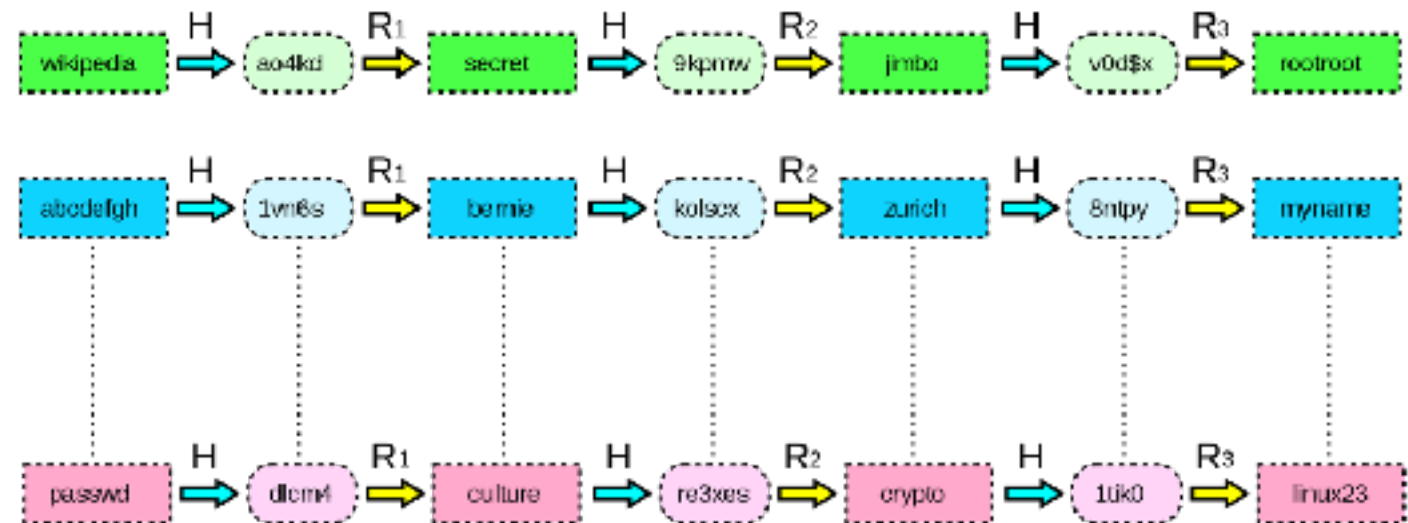 H R1 H R2 H R3
wikipedia ao4kd secret 9kpmw jimbo v0d$x rootroot
H R1 H R2 H R3
abcdefgh 1vn6s bernie kolscx zurich 8ntpy myname
H R1 H R2 H R3
passwd dlcm4 culture re3xes crypto 1tik0 linux23